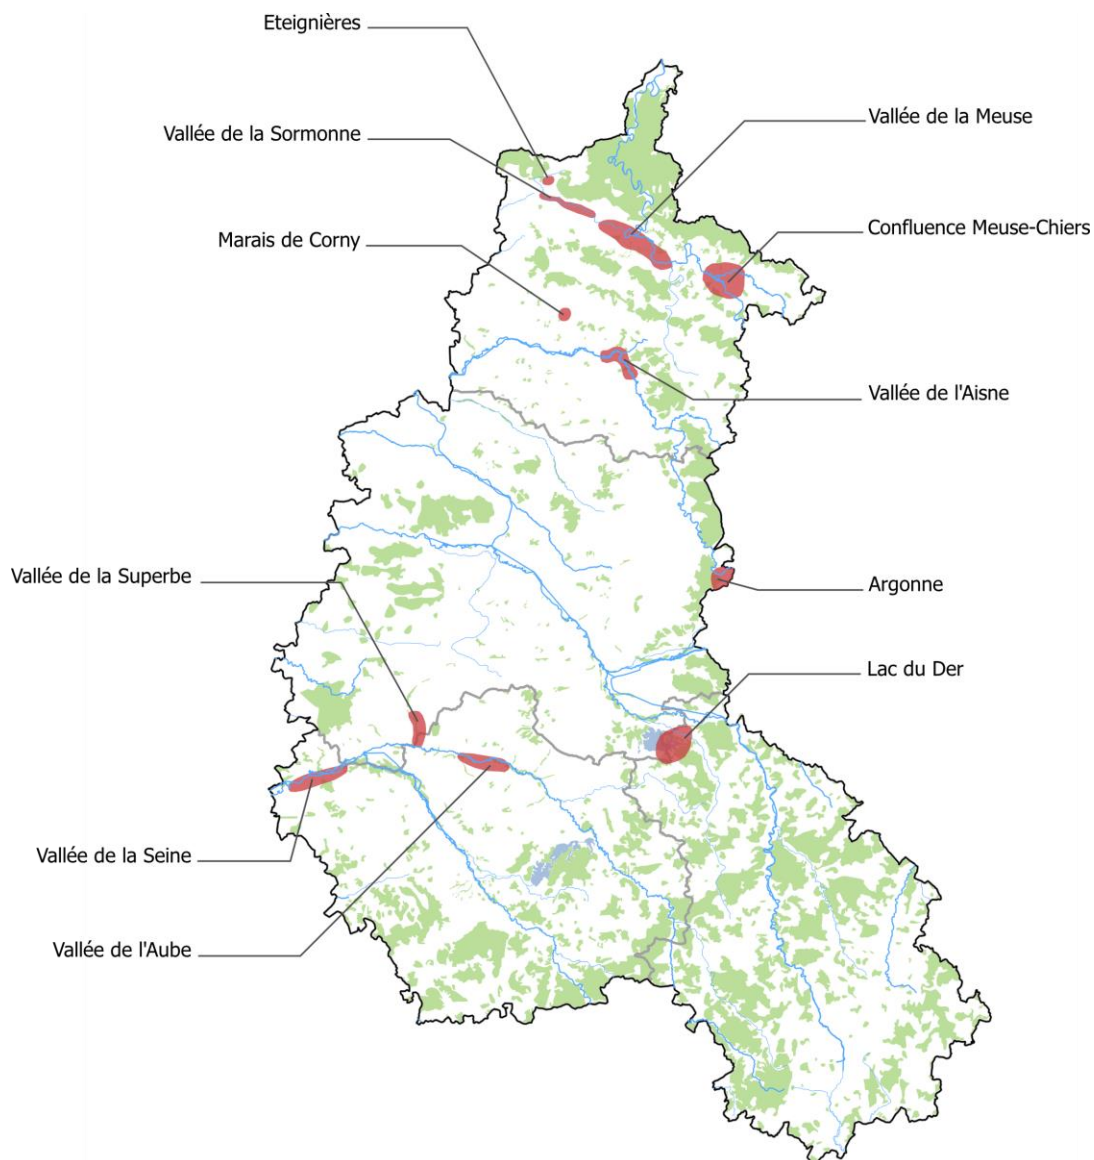 Eteignières
Vallée de la Meuse
Vallée de la Sormonne
Confluence Meuse-Chiers
Marais de Corny
Vallée de l'Aisne
Vallée de la Superbe
Argonne
Lac du Der
Vallée de la Seine
Vallée de l'Aube